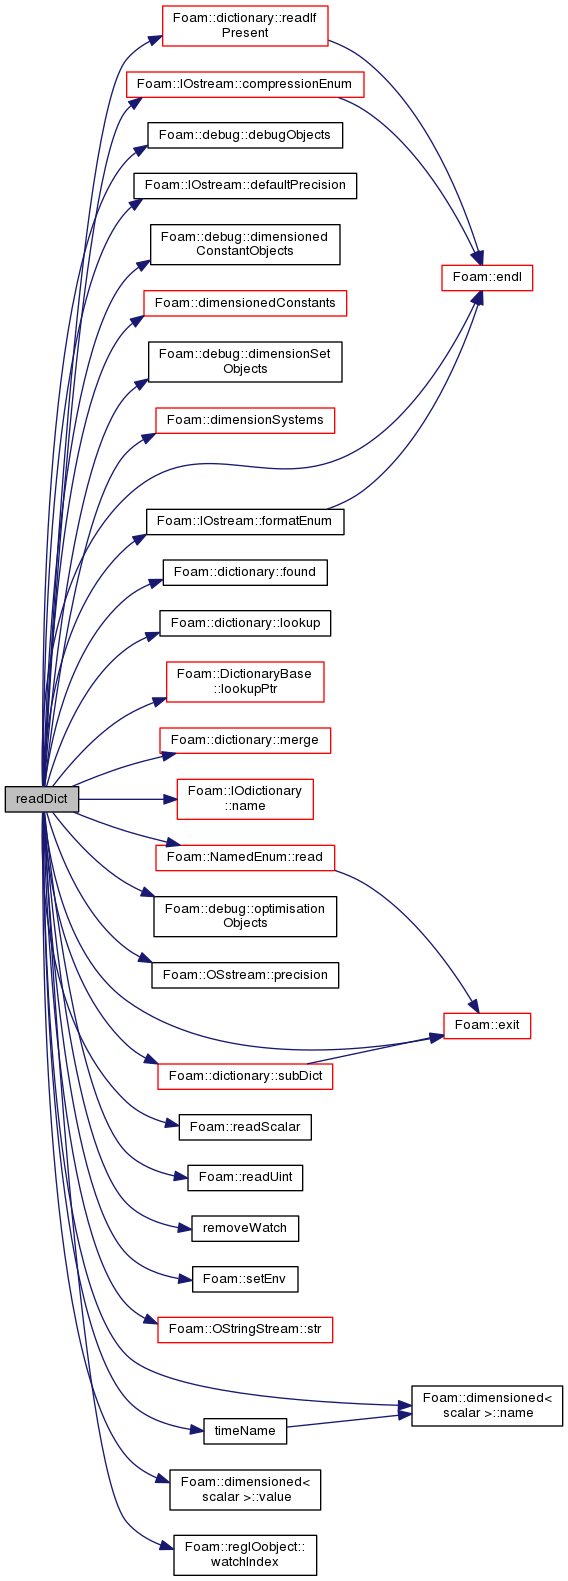 Foam::dictionary::readIf
Present
Foam::IOstream::compressionEnum
Foam::debug::debugObjects
Foam::IOstream::defaultPrecision
Foam::debug::dimensioned
ConstantObjects
Foam::endl
Foam::dimensionedConstants
Foam::debug::dimensionSet
Objects
Foam::dimensionSystems
Foam::IOstream::formatEnum
Foam::dictionary::found
Foam::dictionary::lookup
Foam::DictionaryBase
::lookupPtr
Foam::dictionary::merge
readDict
Foam::IOdictionary
::name
Foam::NamedEnum::read
Foam::debug::optimisation
Objects
Foam::OSstream::precision
Foam::exit
Foam::dictionary::subDict
Foam::readScalar
Foam::readUint
removeWatch
Foam::setEnv
Foam::OStringStream::str
Foam::dimensioned<
scalar >::name
timeName
Foam::dimensioned<
scalar >::value
Foam::regIOobject::
watchIndex